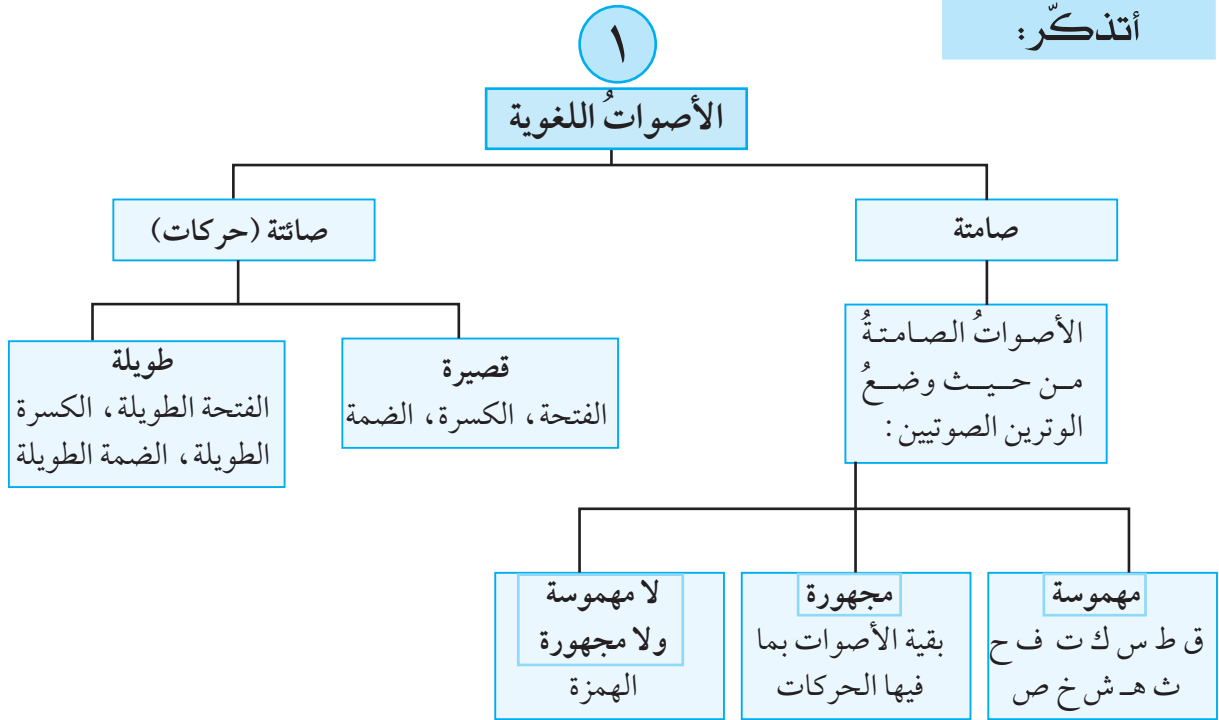 أتذكّر:
١
الأصواتُ اللغوية
صامتة
صائتة (حركات)
الأصواتُ الصامتةُ
من حيث وضعُ
الوترين الصوتيين:
قصيرة
الفتحة، الكسرة، الضمة
طويلة
الفتحة الطويلة، الكسرة
الطويلة، الضمة الطويلة
مهموسة
ق ط س ك ت ف ح
ث هـ ش خ ص
مجهورة
بقية الأصوات بما
فيها الحركات
لا مهموسة
ولا مجهورة
الهمزة